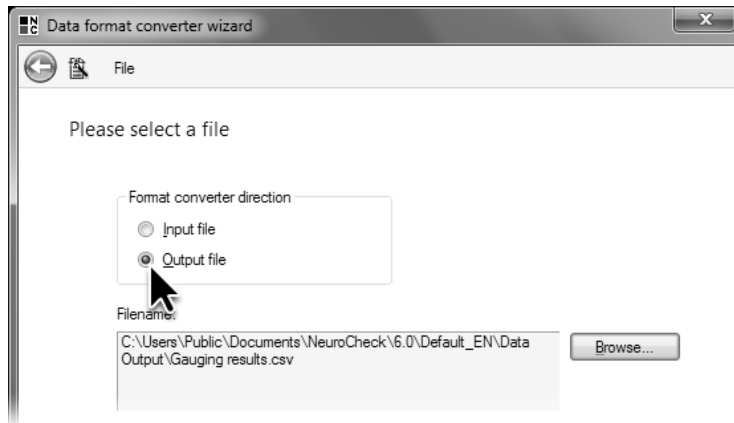 NC Data format converter wizard
File
Please select a file
Format converter direction
Input file
Output file
Filename:
C:\Users\Public\Documents\NeuroCheck\6.0\Default_EN\Data
Output\Gauging results.csv
Browse...